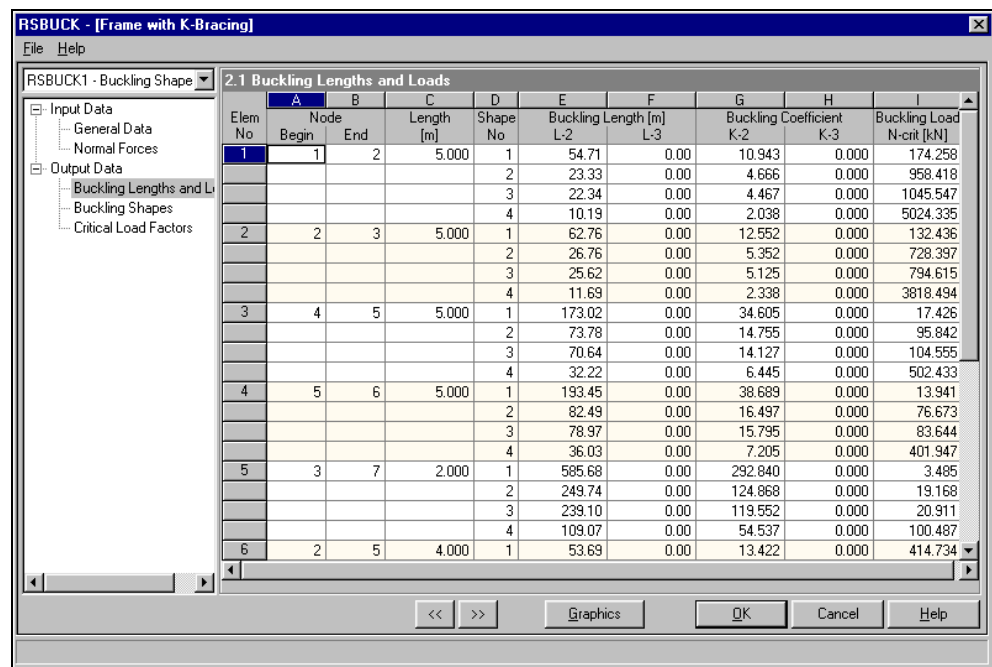 RSBUCK - [Frame with K-Bracing]
File Help
RSBUCK1 - Buckling Shape
Input Data
General Data
Normal Forces
Output Data
Buckling Lengths and L
Buckling Shapes
Critical Load Factors
2.1 Buckling Lengths and Loads
A B C D E F G H I
Elem Node Length Shape Buckling Length [m] Buckling Coefficient Buckling Load
No Begin End [m] No L-2 L-3 K-2 K-3 N-crit [kN]
1 1 2 5.000 1 54.71 0.00 10.943 0.000 174.258
2 23.33 0.00 4.666 0.000 958.418
3 22.34 0.00 4.467 0.000 1045.547
4 10.19 0.00 2.038 0.000 5024.335
2 2 3 5.000 1 62.76 0.00 12.552 0.000 132.436
2 26.76 0.00 5.352 0.000 728.397
3 25.62 0.00 5.125 0.000 794.615
4 11.69 0.00 2.338 0.000 3818.494
3 4 5 5.000 1 173.02 0.00 34.605 0.000 17.426
2 73.78 0.00 14.755 0.000 95.842
3 70.64 0.00 14.127 0.000 104.555
4 32.22 0.00 6.445 0.000 502.433
4 5 6 5.000 1 193.45 0.00 38.689 0.000 13.941
2 82.49 0.00 16.497 0.000 76.673
3 78.97 0.00 15.795 0.000 83.644
4 36.03 0.00 7.205 0.000 401.947
5 3 7 2.000 1 585.68 0.00 292.840 0.000 3.485
2 249.74 0.00 124.868 0.000 19.168
3 239.10 0.00 119.552 0.000 20.911
4 109.07 0.00 54.537 0.000 100.487
6 2 5 4.000 1 53.69 0.00 13.422 0.000 414.734
<< >> Graphics OK Cancel Help